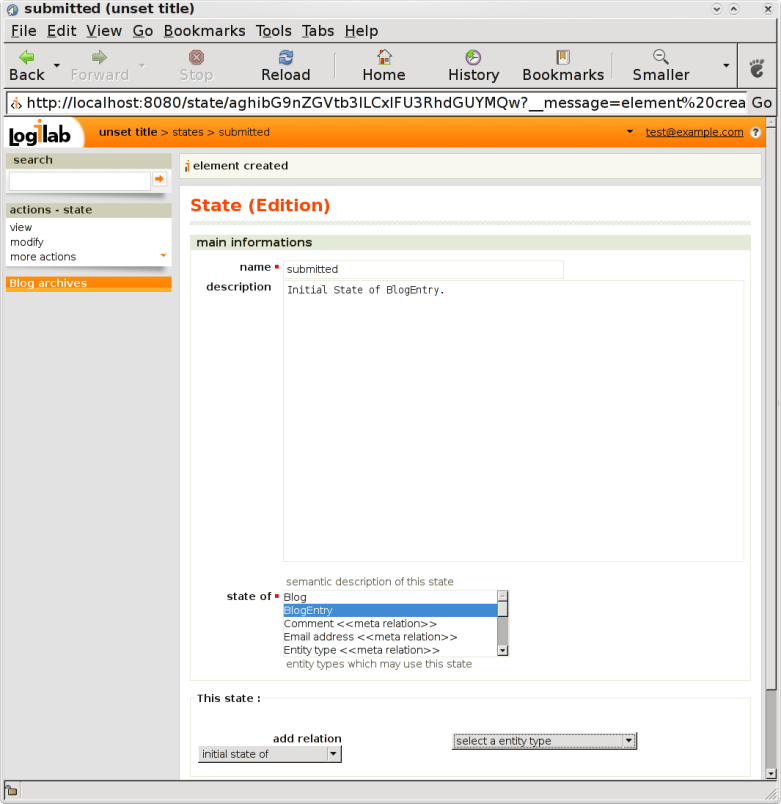 submitted (unset title)
File Edit View Go Bookmarks Tools Tabs Help
Back Forward Stop Reload Home History Bookmarks Smaller
http://localhost:8080/state/aghibG9nZGVtb3ILCxIFU3RhdGUYMQw?__message=element%20crea Go
Logilab unset title > states > submitted test@example.com ?
search
element created
State (Edition)
actions - state
view
modify
more actions
Blog archives
main informations
name submitted
description Initial State of BlogEntry.
semantic description of this state
state of Blog
BlogEntry
Comment <<meta relation>>
Email address <<meta relation>>
Entity type <<meta relation>>
entity types which may use this state
This state :
add relation
initial state of
select a entity type